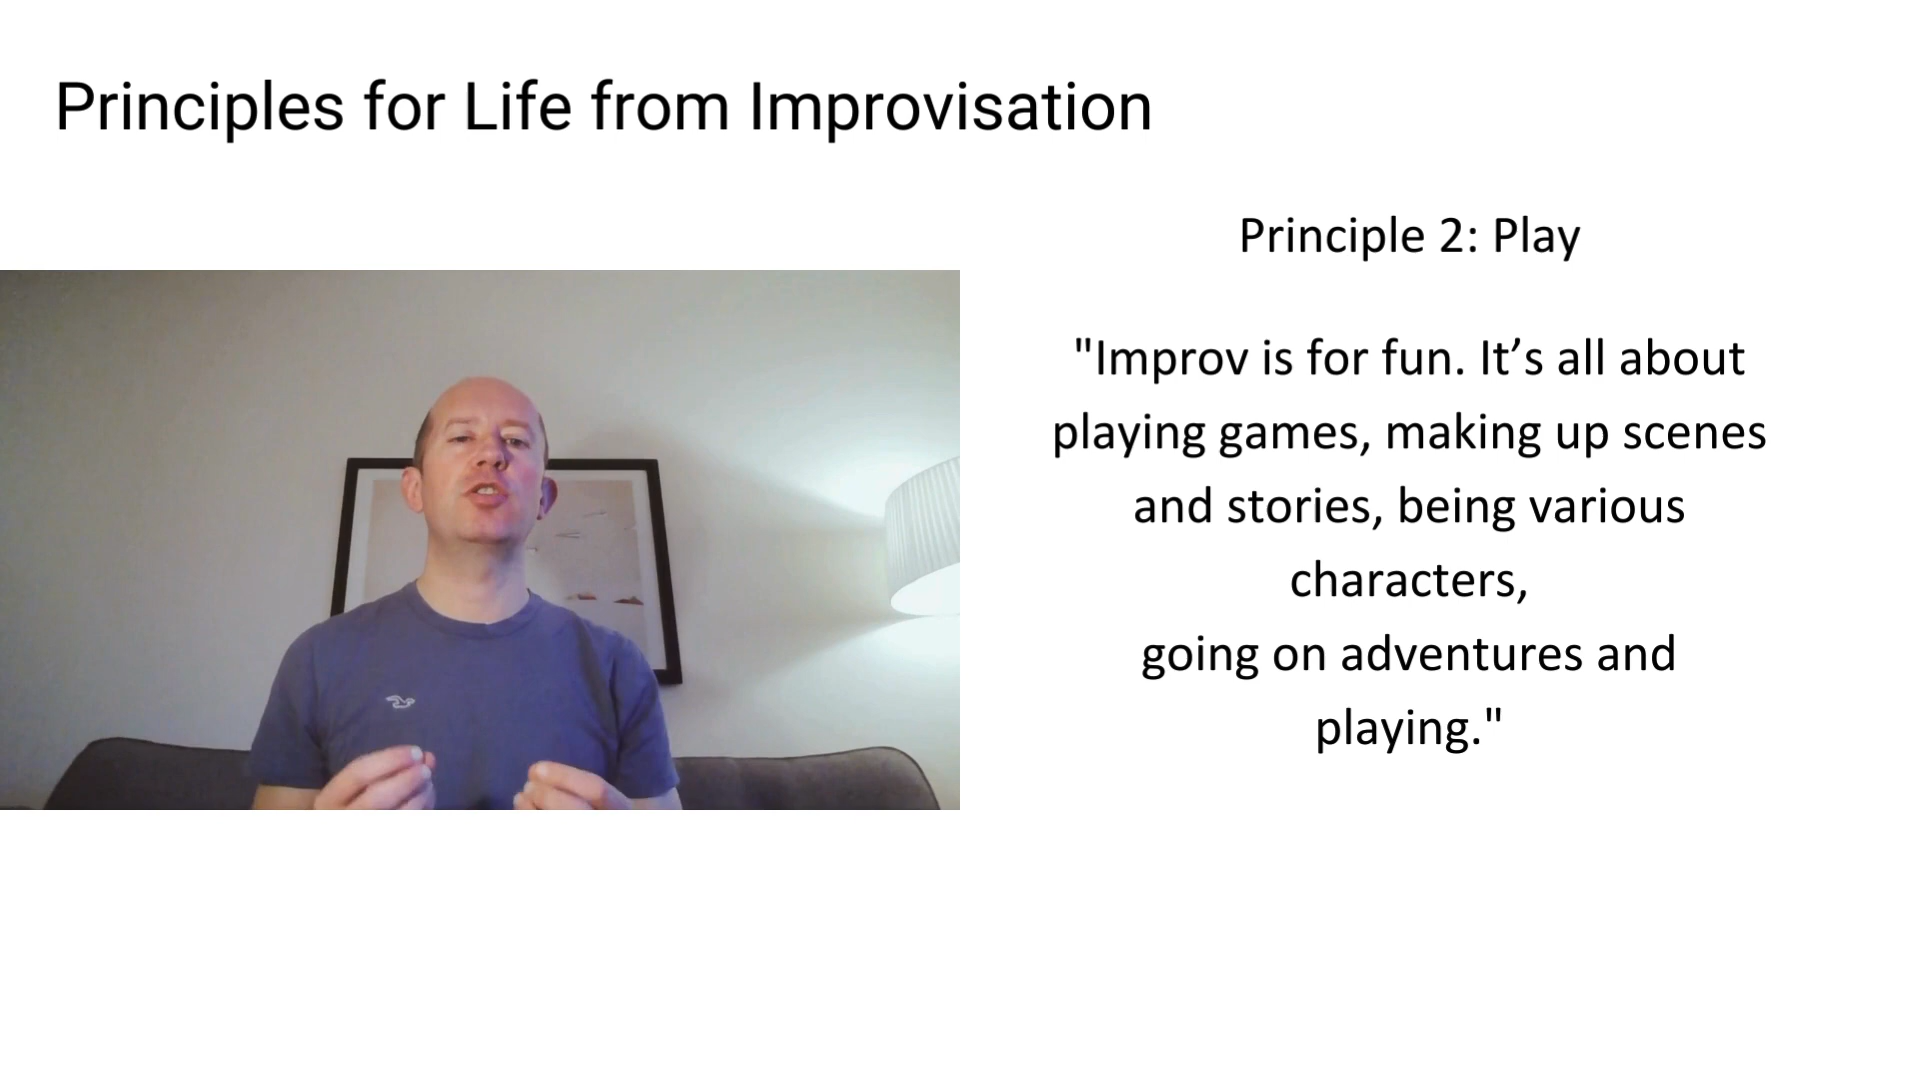 Principles for Life from Improvisation
Principle 2: Play
"Improv is for fun. It’s all about
playing games, making up scenes
and stories, being various
characters,
going on adventures and
playing."